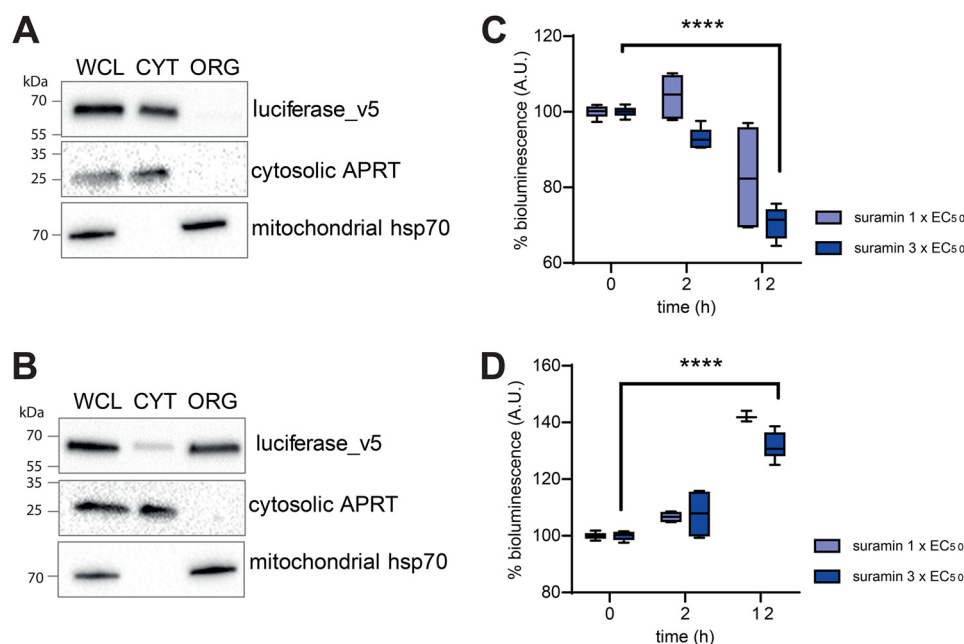 A
WCL CYT ORG
kDa
70
55
luciferase_v5
35
25
cytosolic APRT
70
mitochondrial hsp70
B
WCL CYT ORG
kDa
70
55
luciferase_v5
35
25
cytosolic APRT
70
mitochondrial hsp70
C
****
120
100
80
60
% bioluminescence (A.U.)
0 2 12
time (h)
suramin 1 x EC50
suramin 3 x EC50
D
****
160
140
120
100
80
% bioluminescence (A.U.)
0 2 12
time (h)
suramin 1 x EC50
suramin 3 x EC50